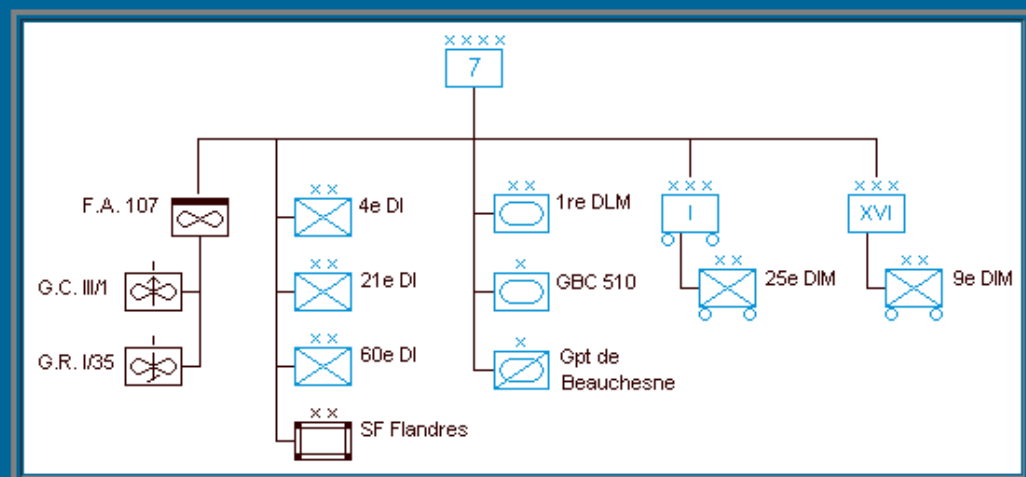 7
F.A. 107
4e DI
1re DLM
I
XVI
G.C. III/1
21e DI
GBC 510
25e DIM
9e DIM
G.R. I/35
60e DI
Gpt de
Beauchesne
SF Flandres